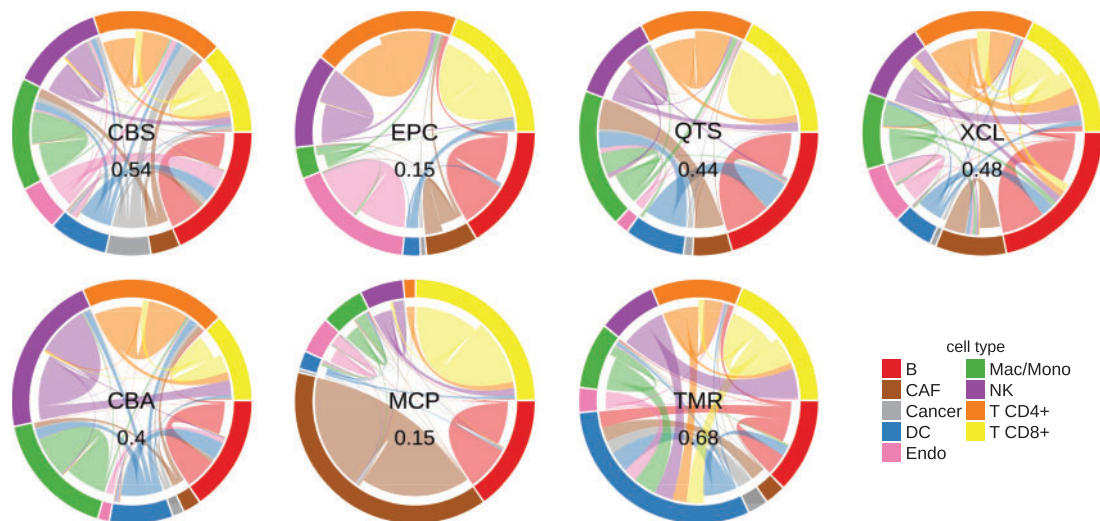 CBS
0.54
EPC
0.15
QTS
0.44
XCL
0.48
CBA
0.4
MCP
0.15
TMR
0.68
cell type
B
CAF
Cancer
DC
Endo
Mac/Mono
NK
T CD4+
T CD8+